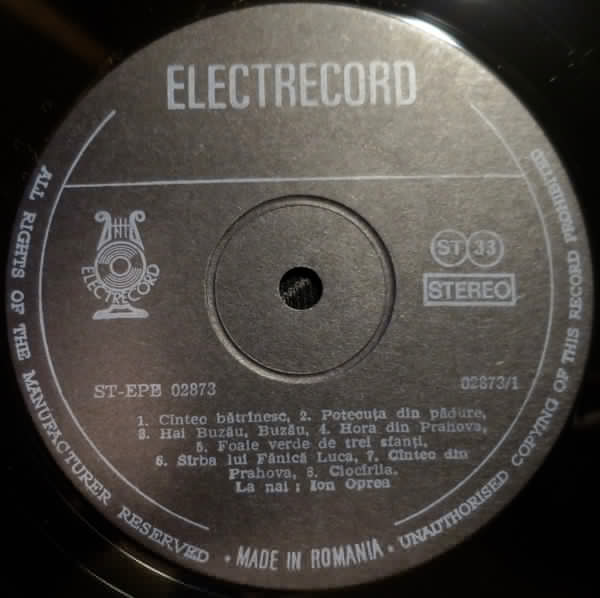 ELECTRECORD
ELECTRECORD
ST 33
STEREO
ST-EPE 02873
02873/1
1. Cîntec bătrînesc, 2. Potecuța din pădure,
3. Hai Buzău, Buzău, 4. Hora din Prahova,
5. Foaie verde de trei sfanți,
6. Sîrba lui Fănică Luca, 7. Cîntec din
Prahova, 8. Ciocîrlia.
La nai : Ion Oprea
ALL RIGHTS OF THE MANUFACTURER RESERVED • MADE IN ROMANIA • UNAUTHORISED COPYING OF THIS RECORD PROHIBITED